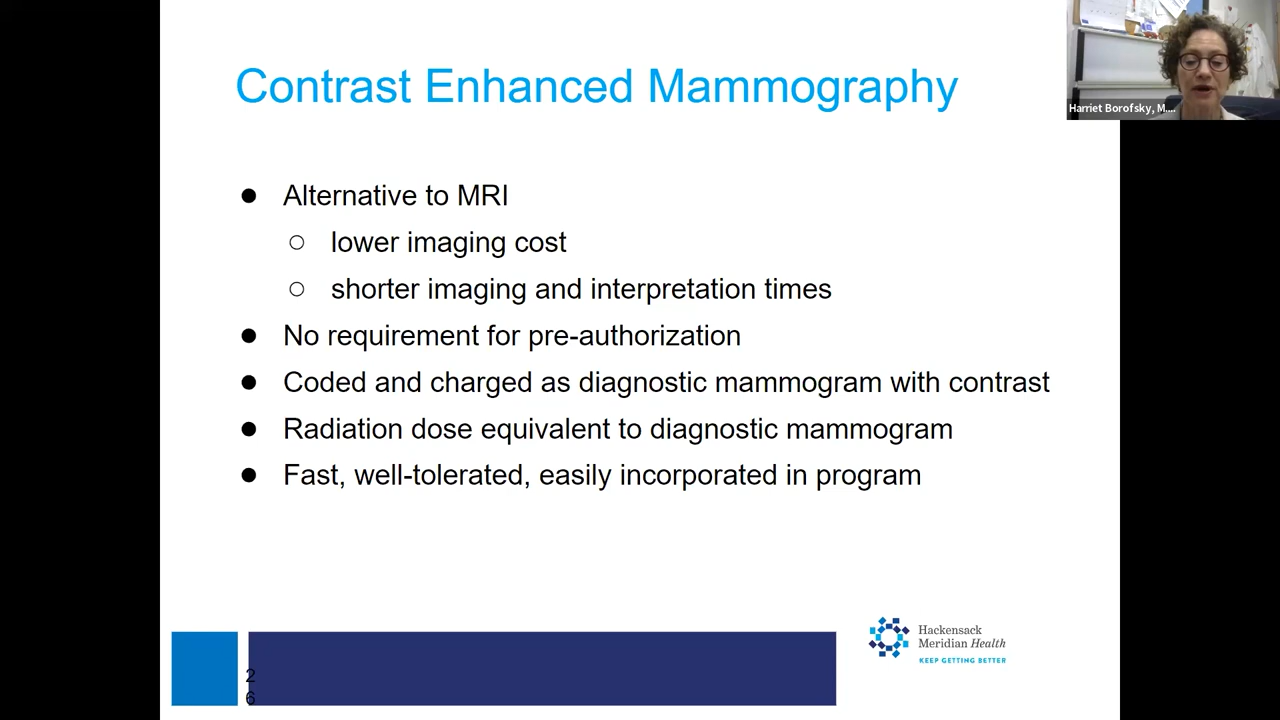 Contrast Enhanced Mammography
Harriet Borofsky, M....
● Alternative to MRI
○ lower imaging cost
○ shorter imaging and interpretation times
● No requirement for pre-authorization
● Coded and charged as diagnostic mammogram with contrast
● Radiation dose equivalent to diagnostic mammogram
● Fast, well-tolerated, easily incorporated in program
Hackensack
Meridian Health
KEEP GETTING BETTER
2
6